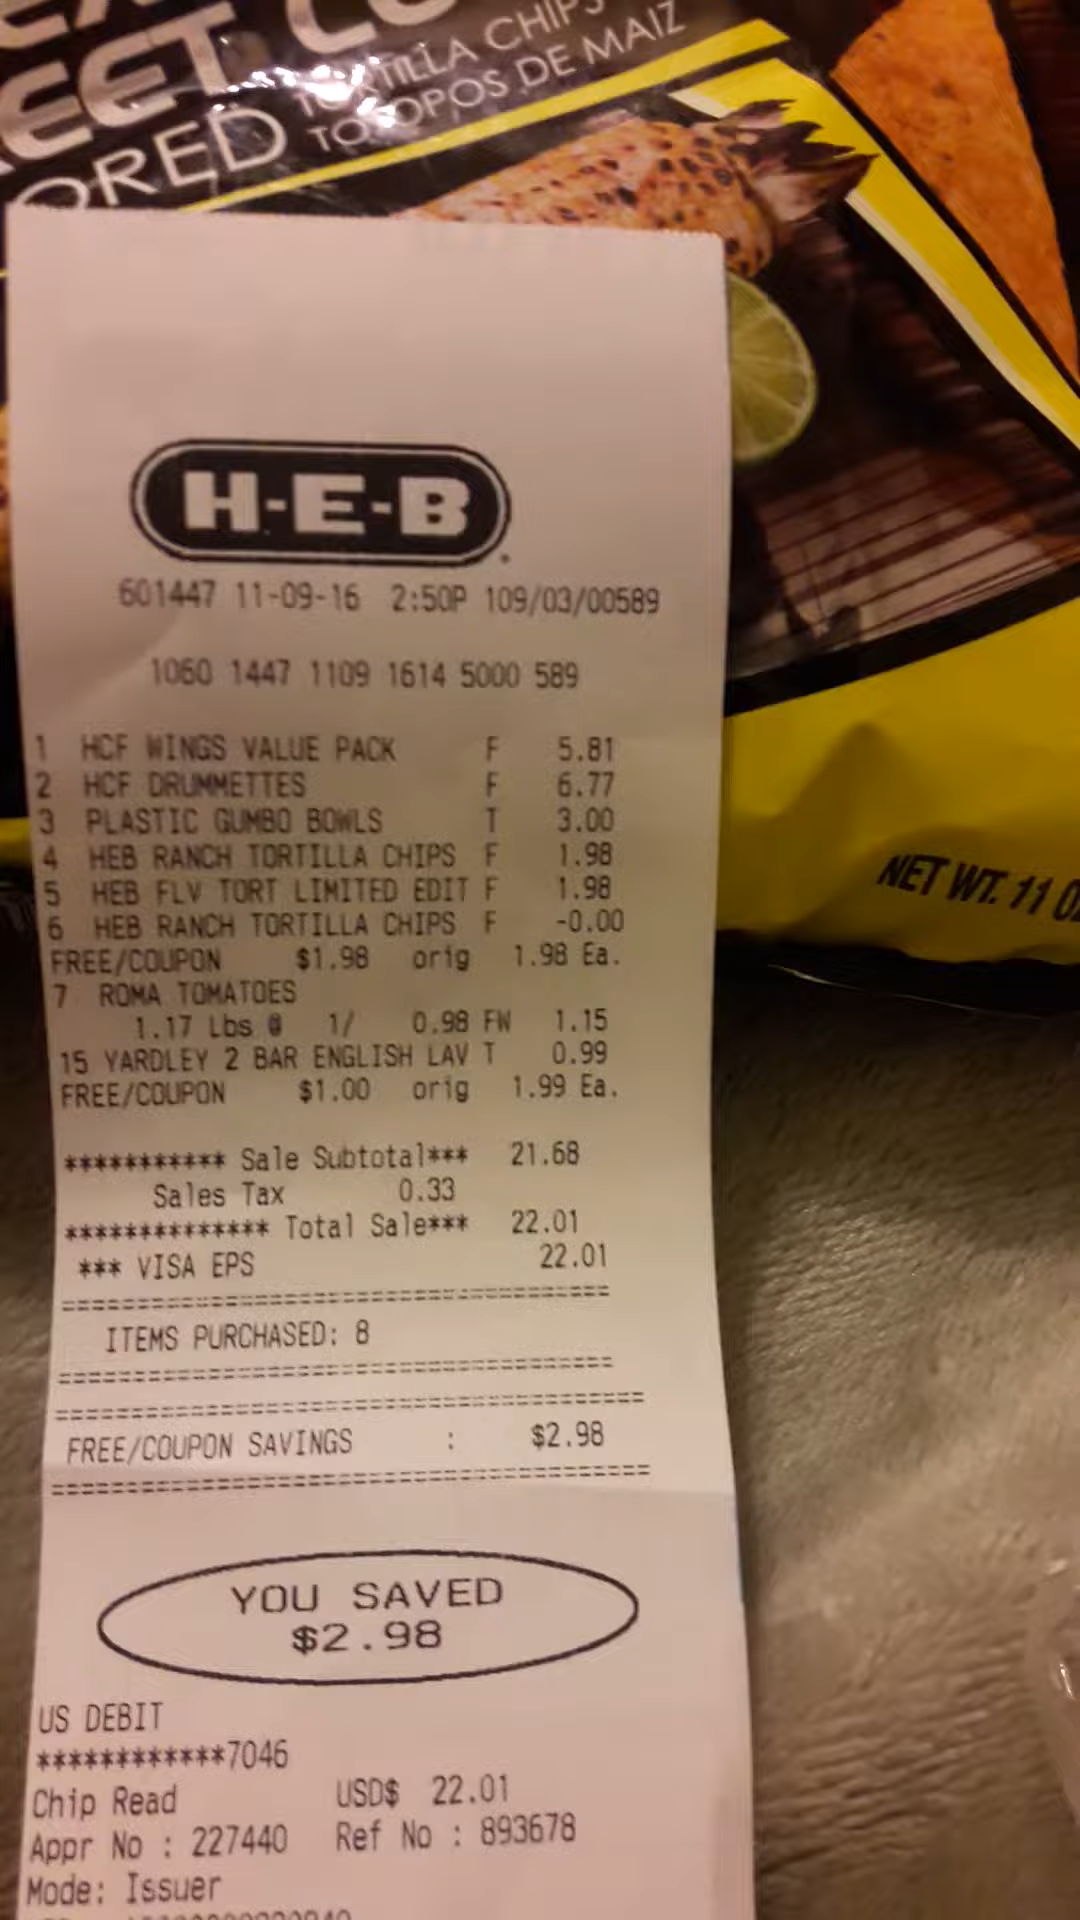 EET CO
ORED
TORTILLA CHIPS
TOTOPOS DE MAIZ
NET WT. 11 OZ
H-E-B
601447 11-09-16 2:50P 109/03/00589
1060 1447 1109 1614 5000 589
1 HCF WINGS VALUE PACK F 5.81
2 HCF DRUMMETTES F 6.77
3 PLASTIC GUMBO BOWLS T 3.00
4 HEB RANCH TORTILLA CHIPS F 1.98
5 HEB FLV TORT LIMITED EDIT F 1.98
6 HEB RANCH TORTILLA CHIPS F -0.00
FREE/COUPON $1.98 orig 1.98 Ea.
7 ROMA TOMATOES
1.17 Lbs @ 1/ 0.98 FW 1.15
15 YARDLEY 2 BAR ENGLISH LAV T 0.99
FREE/COUPON $1.00 orig 1.99 Ea.
*********** Sale Subtotal*** 21.68
Sales Tax 0.33
************** Total Sale*** 22.01
*** VISA EPS 22.01
ITEMS PURCHASED: 8
FREE/COUPON SAVINGS : $2.98
YOU SAVED
$2.98
US DEBIT
************7046
Chip Read USD$ 22.01
Appr No : 227440 Ref No : 893678
Mode: Issuer